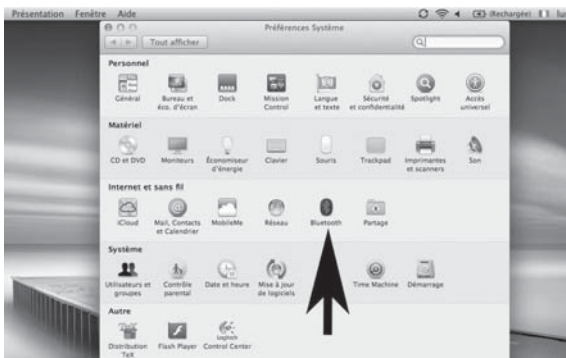 Présentation Fenêtre Aide (Rechargée) lu
Préférences Système
Tout afficher
Personnel
Général Bureau et éco. d'écran Dock Mission Control Langue et texte Sécurité et confidentialité Spotlight Accès universel
Matériel
CD et DVD Moniteurs Économiseur d'énergie Clavier Souris Trackpad Imprimantes et scanners Son
Internet et sans fil
iCloud Mail, Contacts et Calendrier MobileMe Réseau Bluetooth Partage
Système
Utilisateurs et groupes Contrôle parental Date et heure Mise à jour de logiciels Time Machine Démarrage
Autre
Distribution TeX Flash Player Logitech Control Center